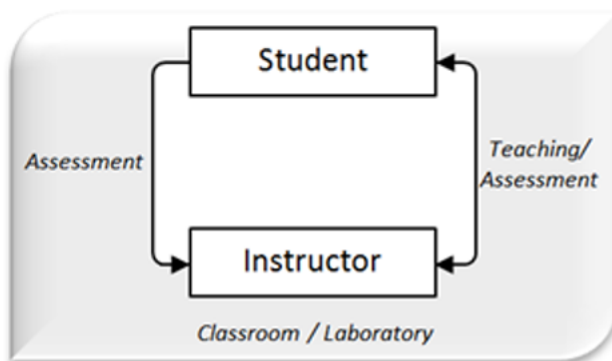 Student
Assessment
Teaching/
Assessment
Instructor
Classroom / Laboratory